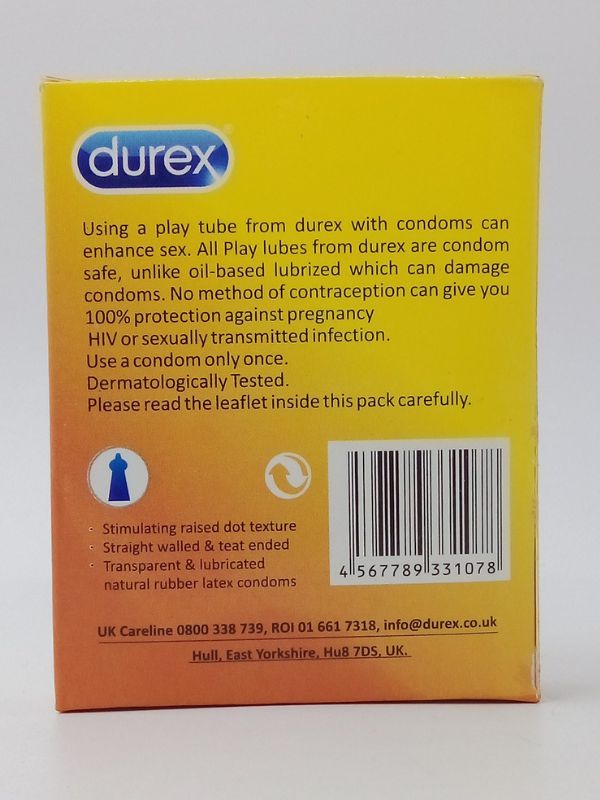 durex
Using a play tube from durex with condoms can
enhance sex. All Play lubes from durex are condom
safe, unlike oil-based lubrized which can damage
condoms. No method of contraception can give you
100% protection against pregnancy
HIV or sexually transmitted infection.
Use a condom only once.
Dermatologically Tested.
Please read the leaflet inside this pack carefully.
· Stimulating raised dot texture
· Straight walled & teat ended
· Transparent & lubricated
natural rubber latex condoms
4 567789 331078
UK Careline 0800 338 739, ROI 01 661 7318, info@durex.co.uk
Hull, East Yorkshire, Hu8 7DS, UK.